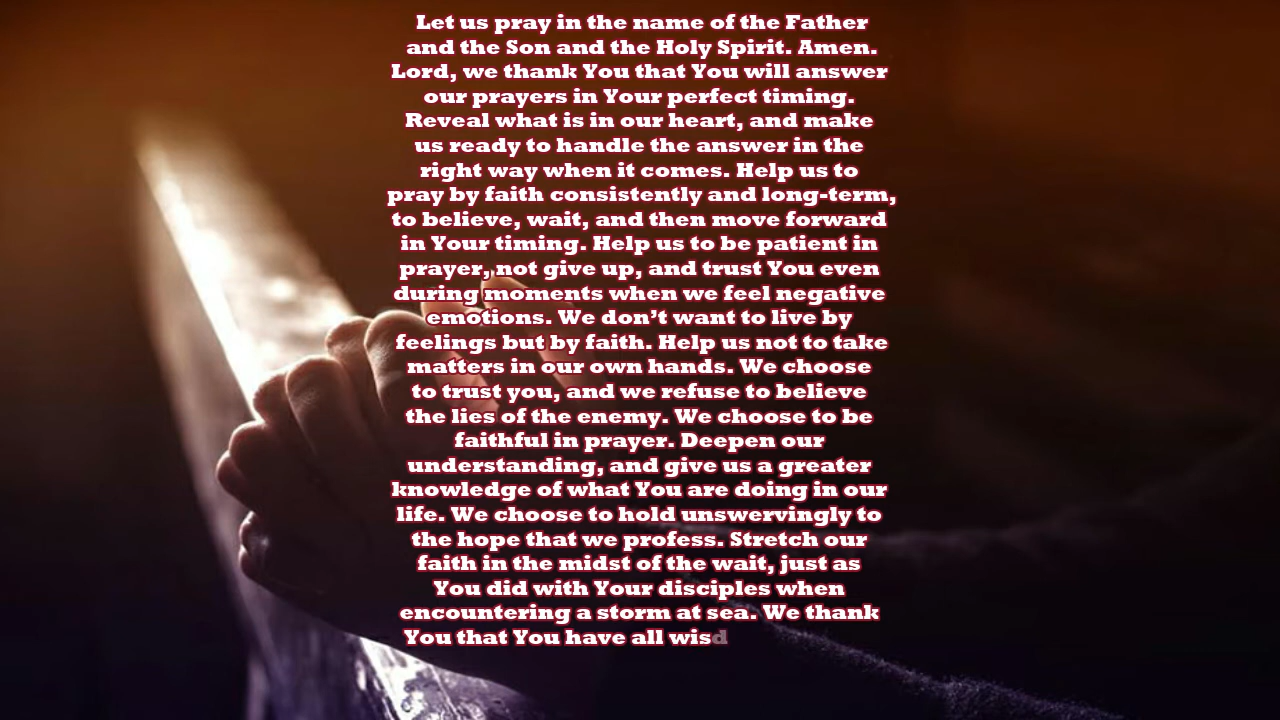 Let us pray in the name of the Father
and the Son and the Holy Spirit. Amen.
Lord, we thank You that You will answer
our prayers in Your perfect timing.
Reveal what is in our heart, and make
us ready to handle the answer in the
right way when it comes. Help us to
pray by faith consistently and long-term,
to believe, wait, and then move forward
in Your timing. Help us to be patient in
prayer, not give up, and trust You even
during moments when we feel negative
emotions. We don’t want to live by
feelings but by faith. Help us not to take
matters in our own hands. We choose
to trust you, and we refuse to believe
the lies of the enemy. We choose to be
faithful in prayer. Deepen our
understanding, and give us a greater
knowledge of what You are doing in our
life. We choose to hold unswervingly to
the hope that we profess. Stretch our
faith in the midst of the wait, just as
You did with Your disciples when
encountering a storm at sea. We thank
You that You have all wisd